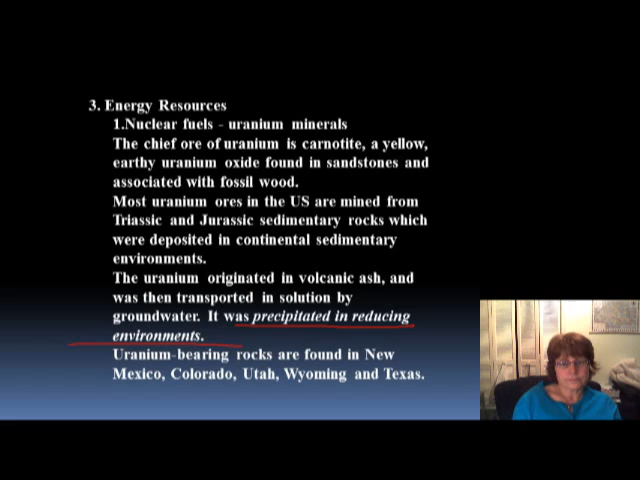 3. Energy Resources
1.Nuclear fuels - uranium minerals
The chief ore of uranium is carnotite, a yellow,
earthy uranium oxide found in sandstones and
associated with fossil wood.
Most uranium ores in the US are mined from
Triassic and Jurassic sedimentary rocks which
were deposited in continental sedimentary
environments.
The uranium originated in volcanic ash, and
was then transported in solution by
groundwater. It was precipitated in reducing
environments.
Uranium-bearing rocks are found in New
Mexico, Colorado, Utah, Wyoming and Texas.